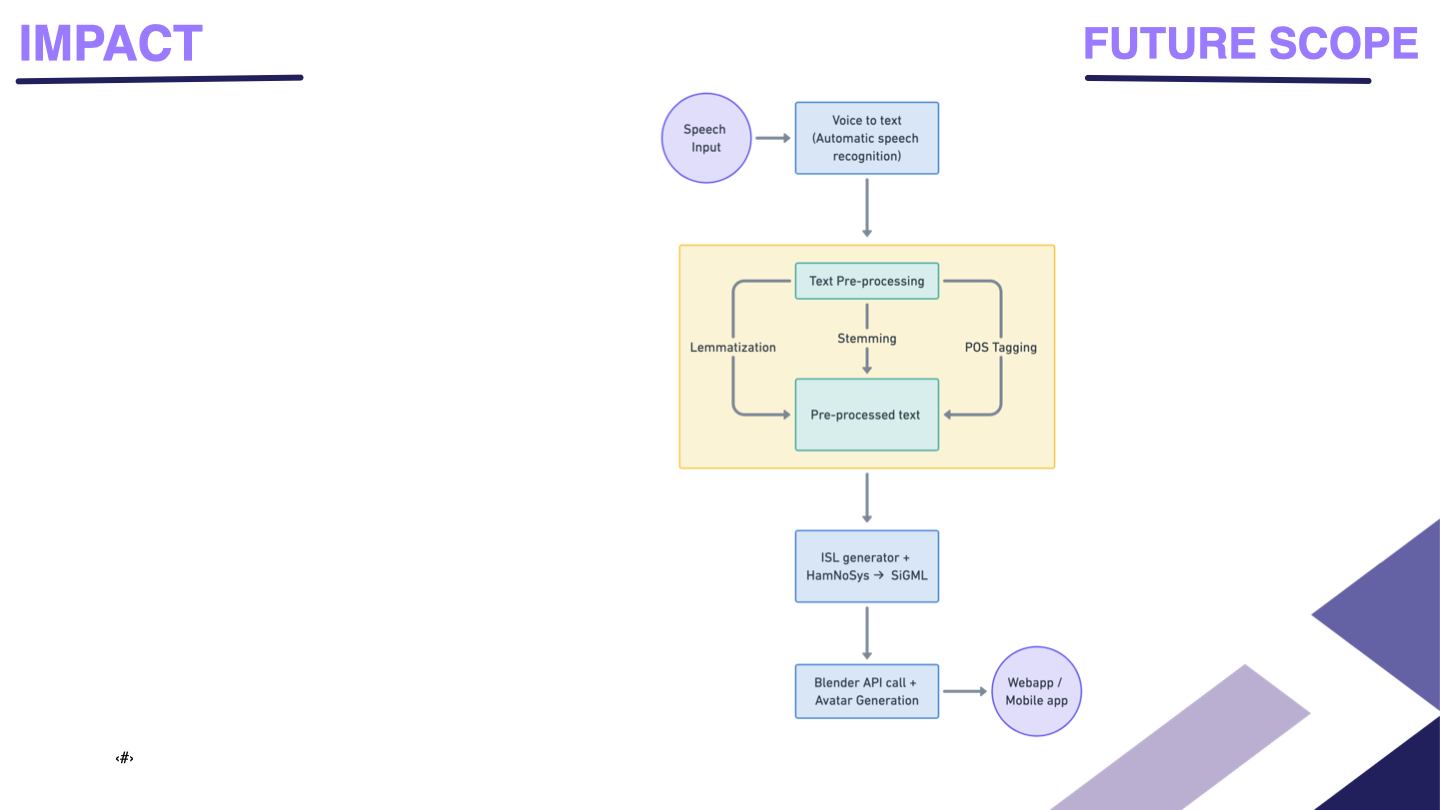 IMPACT
FUTURE SCOPE
Speech
Input
Voice to text
(Automatic speech
recognition)
Text Pre-processing
Lemmatization
Stemming
POS Tagging
Pre-processed text
ISL generator +
HamNoSys → SiGML
Blender API call +
Avatar Generation
Webapp /
Mobile app
‹#›